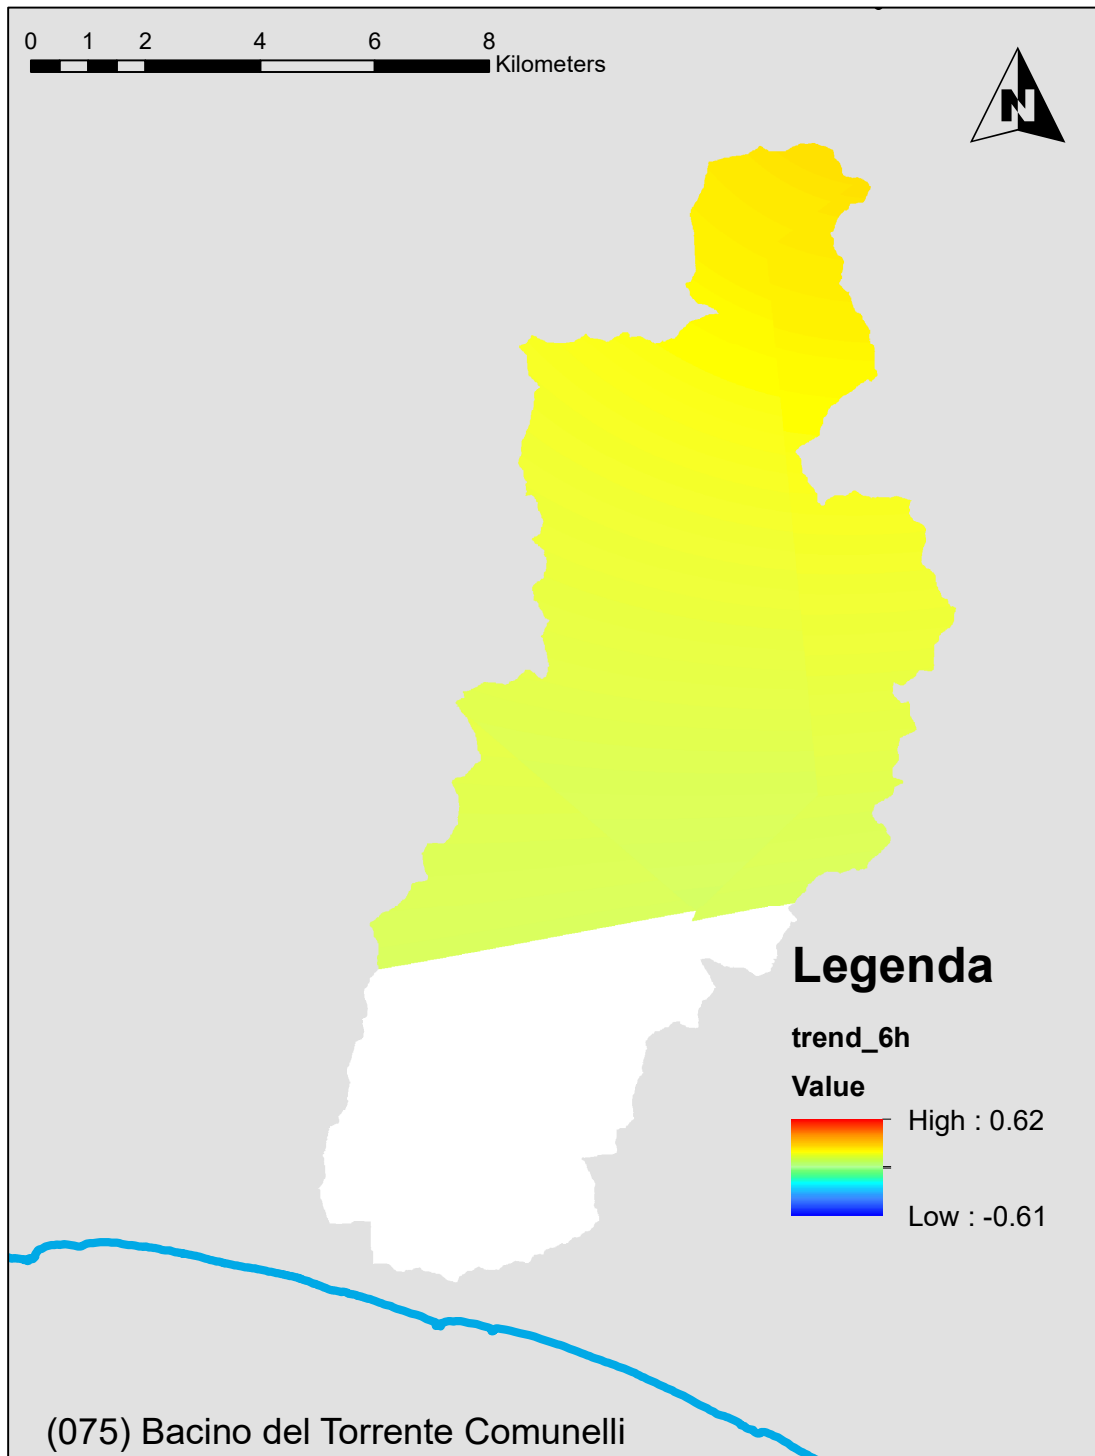 0 1 2 4 6 8
Kilometers
N
Legenda
trend_6h
Value
High : 0.62
Low : -0.61
(075) Bacino del Torrente Comunelli